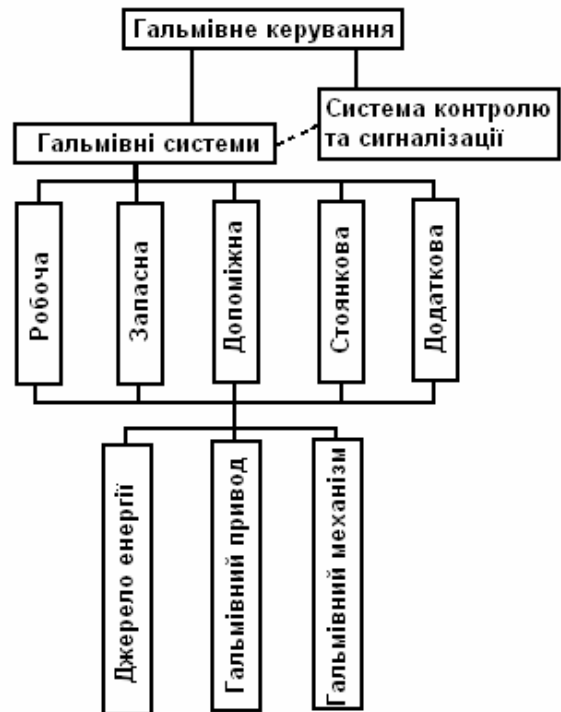 Гальмівне керування
Система контролю
та сигналізації
Гальмівні системи
Робоча
Запасна
Допоміжна
Стоянкова
Додаткова
Джерело енергії
Гальмівний привод
Гальмівний механізм